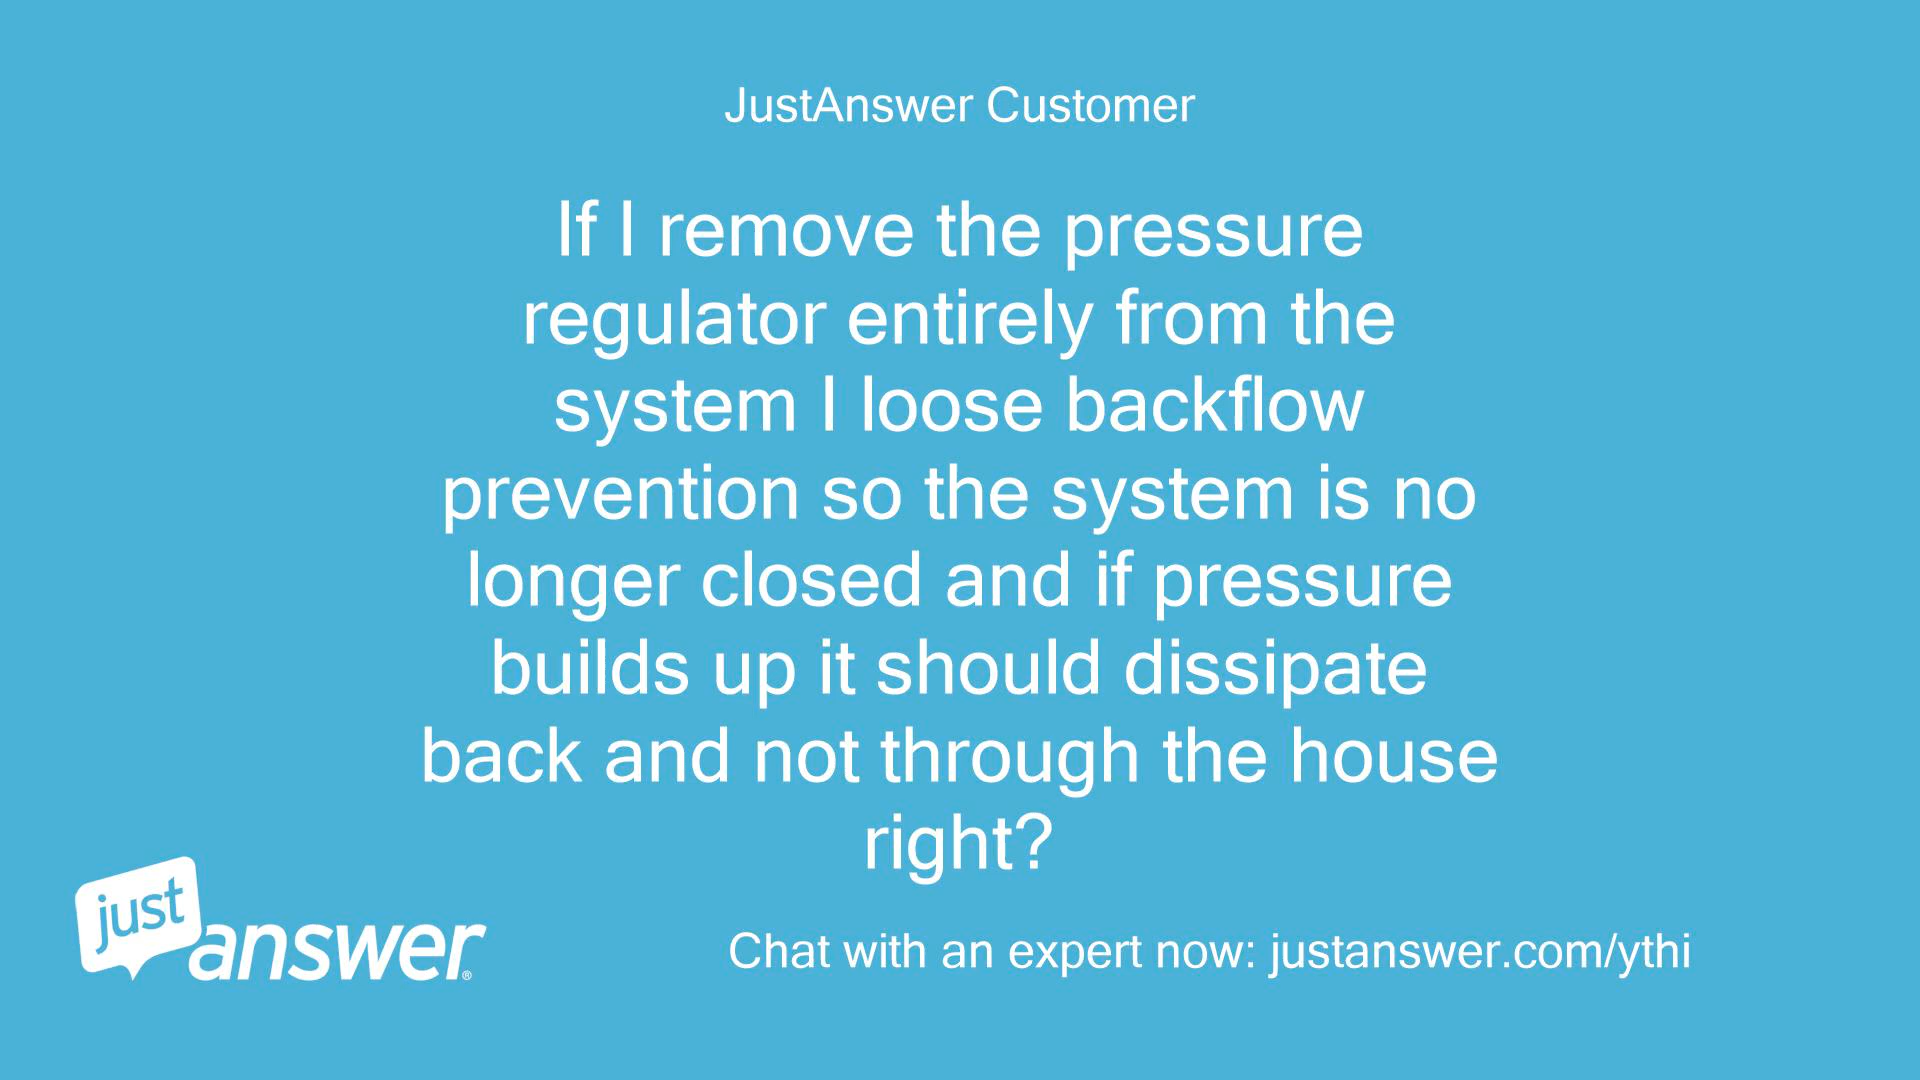 JustAnswer Customer
If I remove the pressure
regulator entirely from the
system I loose backflow
prevention so the system is no
longer closed and if pressure
builds up it should dissipate
back and not through the house
right?
just
answer®
Chat with an expert now: justanswer.com/ythi